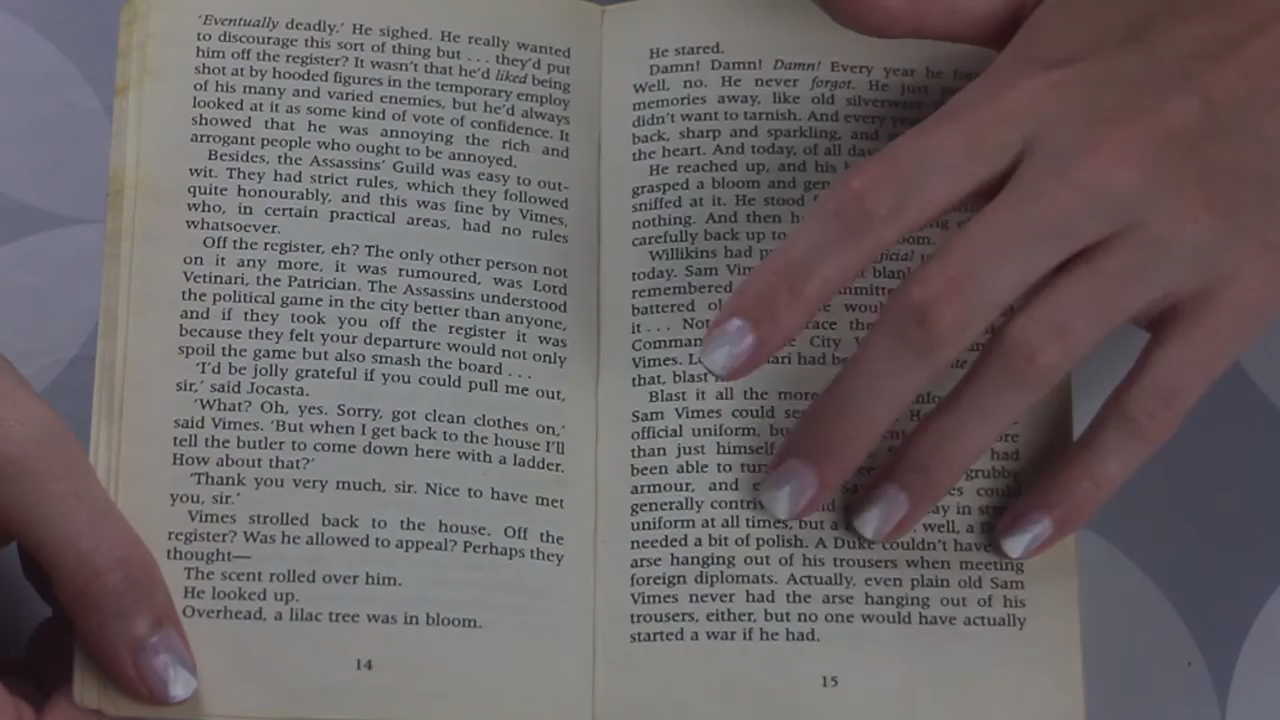 'Eventually deadly.' He sighed. He really wanted
to discourage this sort of thing but . . . they'd put
him off the register? It wasn't that he'd liked being
shot at by hooded figures in the temporary employ
of his many and varied enemies, but he'd always
looked at it as some kind of vote of confidence. It
showed that he was annoying the rich and
arrogant people who ought to be annoyed.
Besides, the Assassins' Guild was easy to out-
wit. They had strict rules, which they followed
quite honourably, and this was fine by Vimes,
who, in certain practical areas, had no rules
whatsoever.
Off the register, eh? The only other person not
on it any more, it was rumoured, was Lord
Vetinari, the Patrician. The Assassins understood
the political game in the city better than anyone,
and if they took you off the register it was
because they felt your departure would not only
spoil the game but also smash the board . . .
'I'd be jolly grateful if you could pull me out,
sir,' said Jocasta.
'What? Oh, yes. Sorry, got clean clothes on,'
said Vimes. 'But when I get back to the house I'll
tell the butler to come down here with a ladder.
How about that?'
'Thank you very much, sir. Nice to have met
you, sir.'
Vimes strolled back to the house. Off the
register? Was he allowed to appeal? Perhaps they
thought—
The scent rolled over him.
He looked up.
Overhead, a lilac tree was in bloom.
14
He stared.
Damn! Damn! Damn! Every year he
Well, no. He never forgot. He just
memories away, like old silverware
didn't want to tarnish. And every year
back, sharp and sparkling, and
the heart. And today, of all
He reached up, and his
grasped a bloom and
sniffed at it. He stood
nothing. And then
carefully back up to
Willikins had
today. Sam
remembered
battered
it . . . Not
the
City
Vimes. had
that, blast
Blast it all the more
Sam Vimes could
official uniform,
than just himself had
been able to grubby
armour, and could
generally
uniform at all times, but a well, a
needed a bit of polish. A Duke couldn't have
arse hanging out of his trousers when meeting
foreign diplomats. Actually, even plain old Sam
Vimes never had the arse hanging out of his
trousers, either, but no one would have actually
started a war if he had.
15